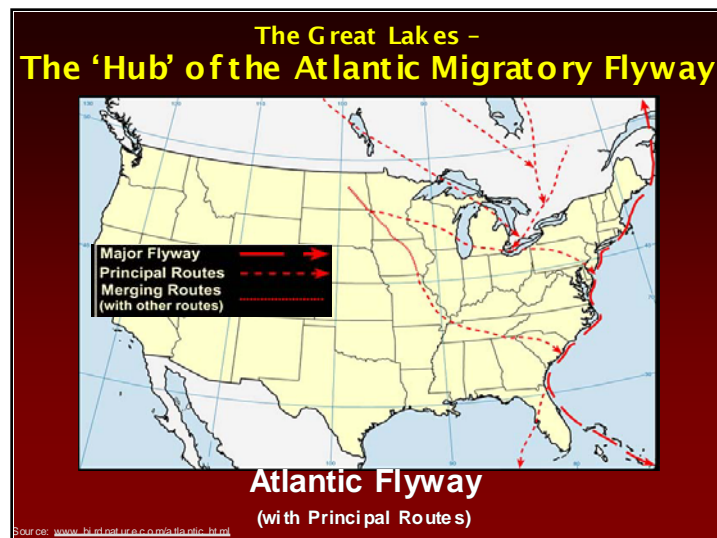 The Great Lakes –
The ‘Hub’ of the Atlantic Migratory Flyway
Major Flyway
Principal Routes
Merging Routes
(with other routes)
Atlantic Flyway
(with Principal Routes)
Source: www.birdnature.com/atlantic.html